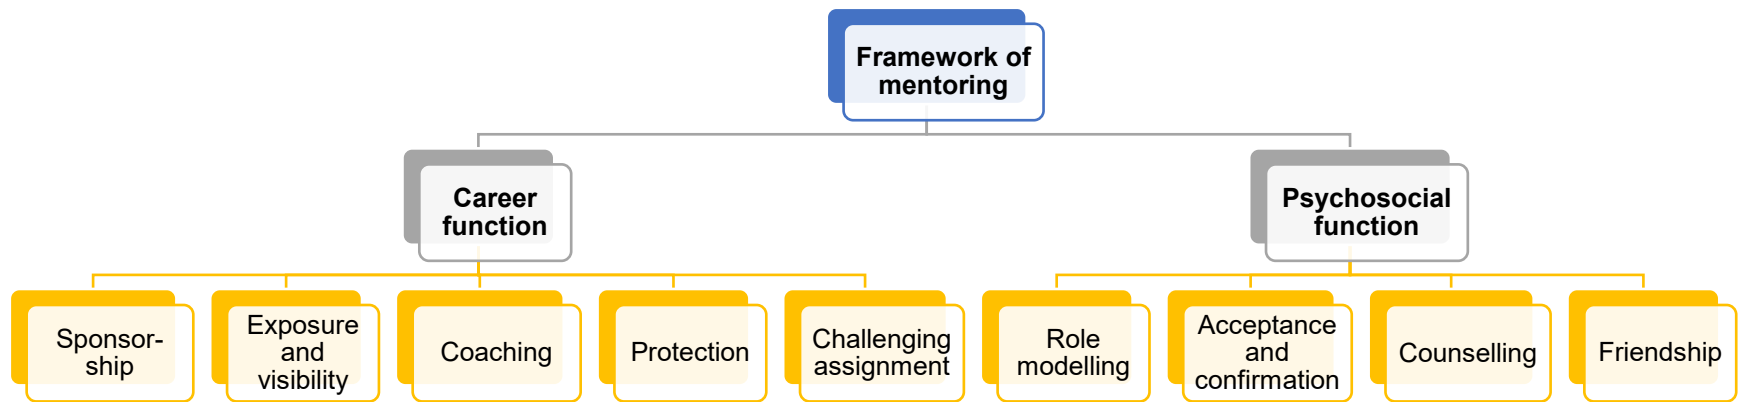 Framework of
mentoring
Career
function
Psychosocial
function
Sponsor-
ship
Exposure
and
visibility
Coaching
Protection
Challenging
assignment
Role
modelling
Acceptance
and
confirmation
Counselling
Friendship